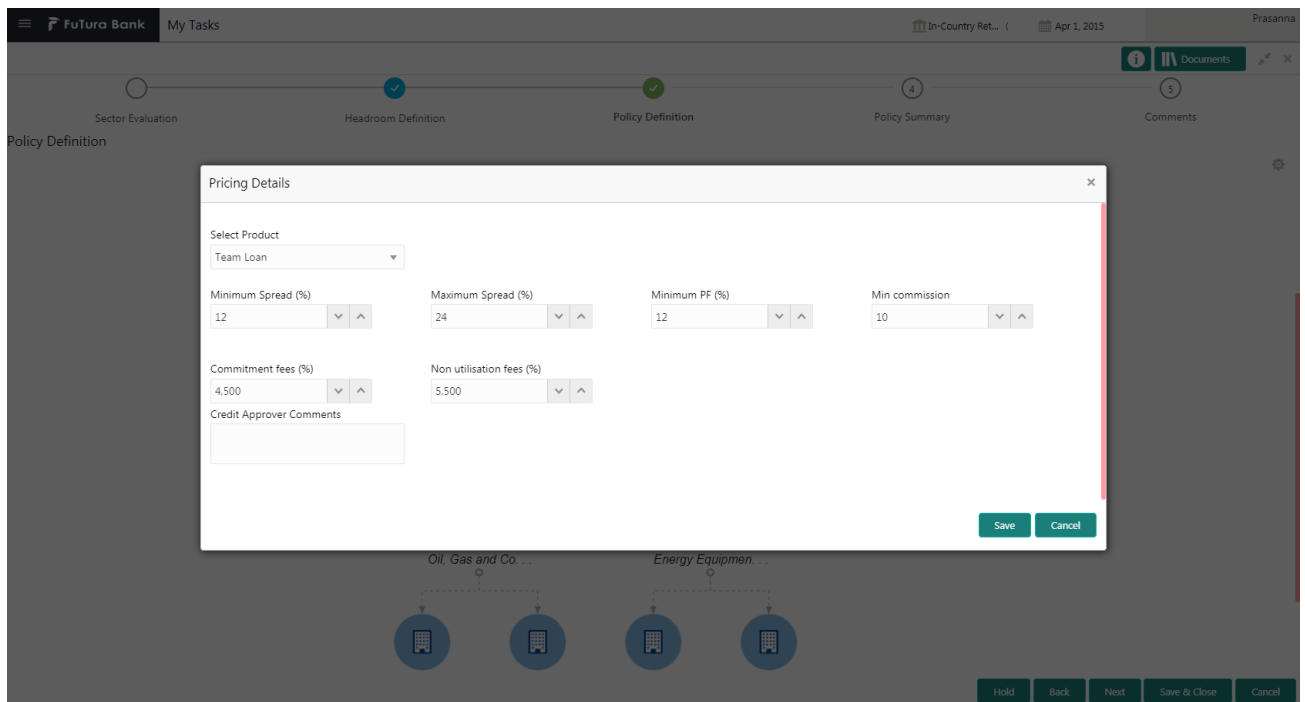 FuTura Bank My Tasks In-Country Ret... ( Apr 1, 2015 Prasanna
i Documents
4 5
Sector Evaluation Headroom Definition Policy Definition Policy Summary Comments
Policy Definition
Pricing Details
Select Product
Team Loan
Minimum Spread (%) Maximum Spread (%) Minimum PF (%) Min commission
12 24 12 10
Commitment fees (%) Non utilisation fees (%)
4,500 5,500
Credit Approver Comments
Save Cancel
Oil, Gas and Co. . . Energy Equipmen. . .
Hold Back Next Save & Close Cancel